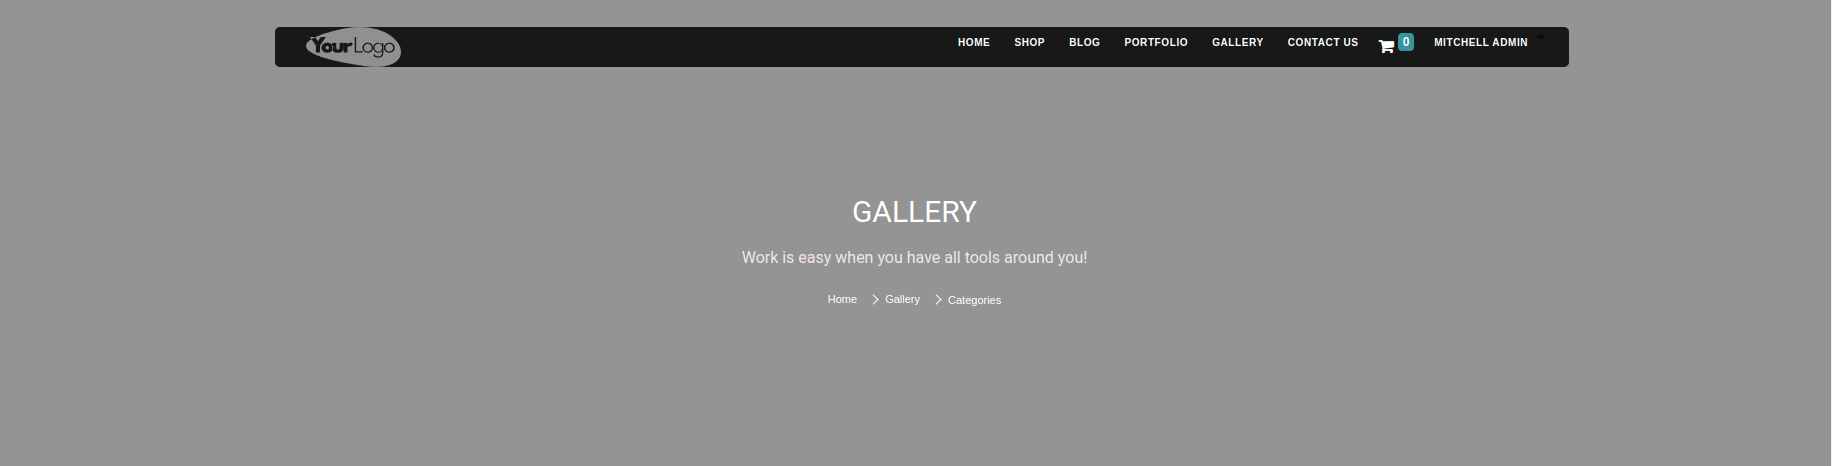 YourLogo
HOME SHOP BLOG PORTFOLIO GALLERY CONTACT US 0 MITCHELL ADMIN
GALLERY
Work is easy when you have all tools around you!
Home Gallery Categories